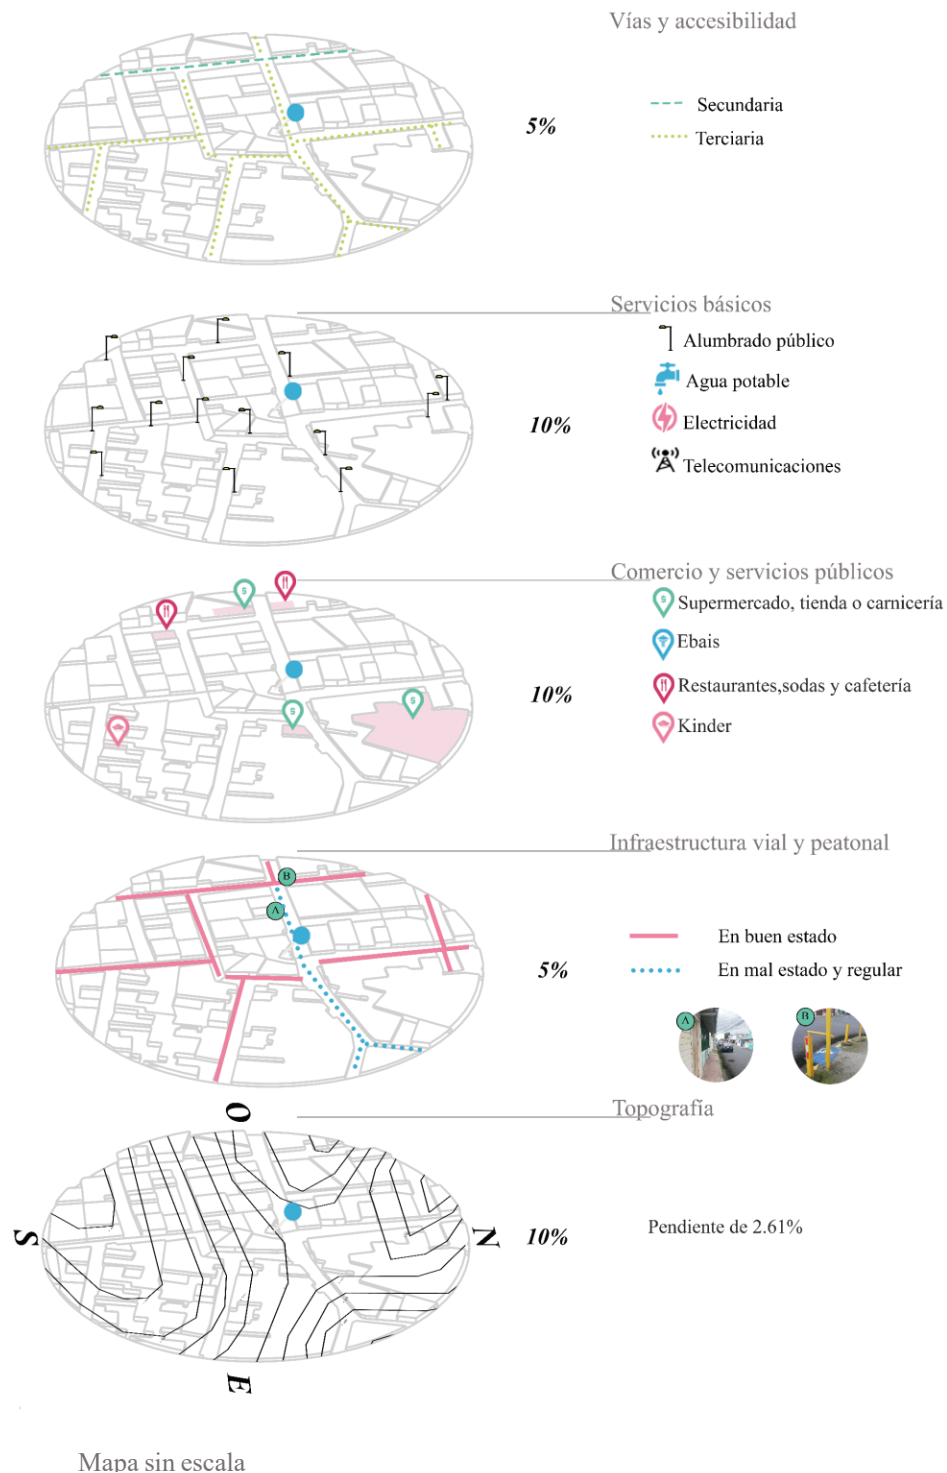 Vías y accesibilidad
5%
Secundaria
Terciaria
Servicios básicos
Alumbrado público
Agua potable
10%
Electricidad
Telecomunicaciones
Comercio y servicios públicos
$
Supermercado, tienda o carnicería
Ebais
10%
Restaurantes,sodas y cafetería
$
$
$
Kinder
Infraestructura vial y peatonal
B
A
En buen estado
5%
En mal estado y regular
A
B
O
Topografía
S
N
10%
Pendiente de 2.61%
E
Mapa sin escala